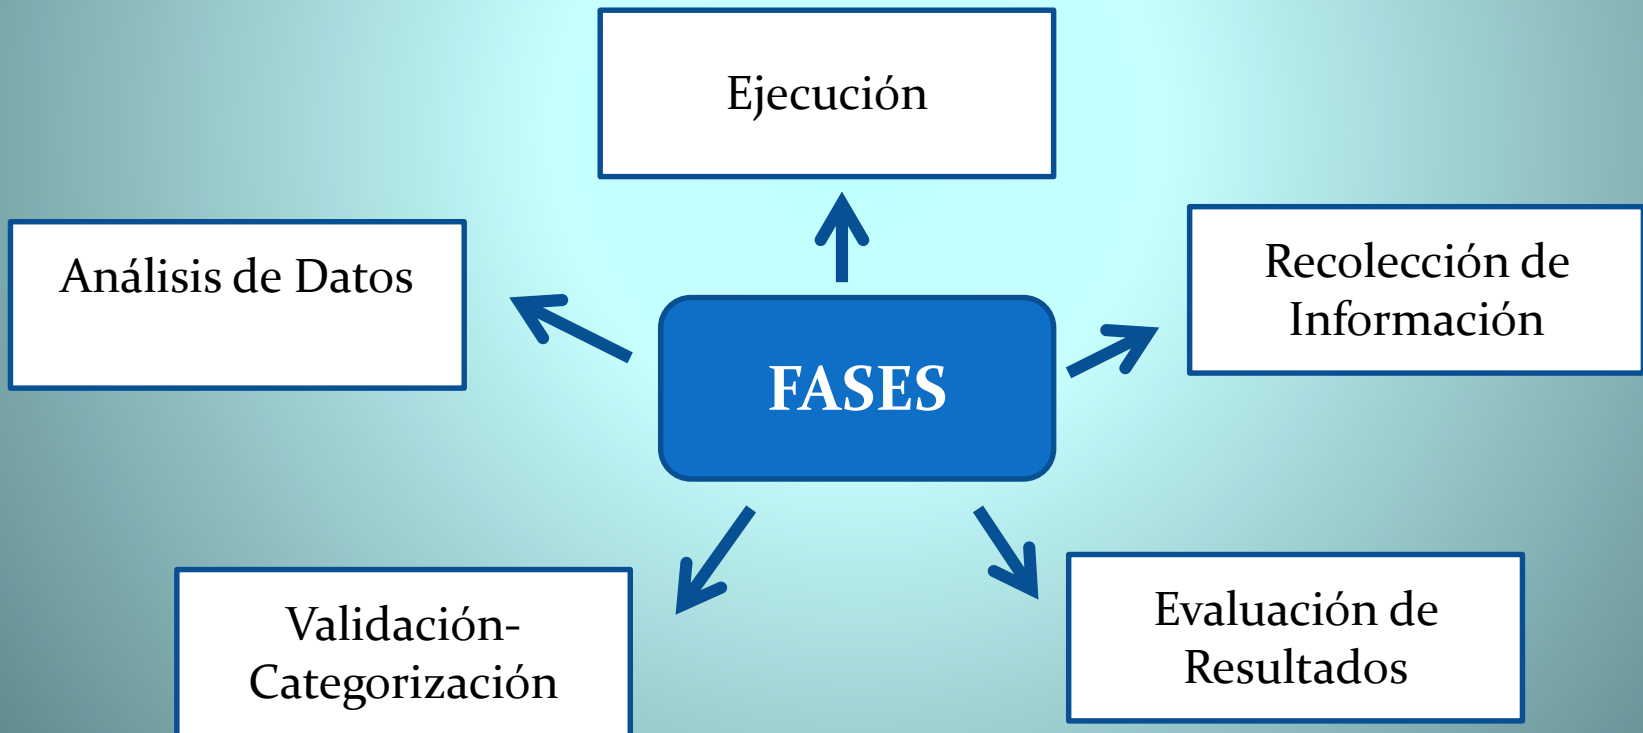 Ejecución
Análisis de Datos
Recolección de
Información
FASES
Validación-
Categorización
Evaluación de
Resultados